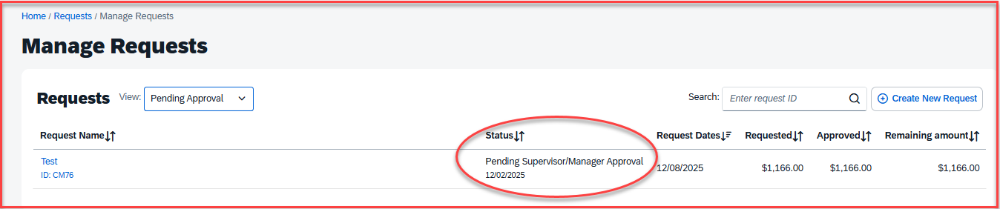 Home / Requests / Manage Requests
Manage Requests
Requests View: Pending Approval Search: Enter request ID Create New Request
Request Name Status Request Dates Requested Approved Remaining amount
Test Pending Supervisor/Manager Approval 12/08/2025 $1,166.00 $1,166.00 $1,166.00
ID: CM76 12/02/2025